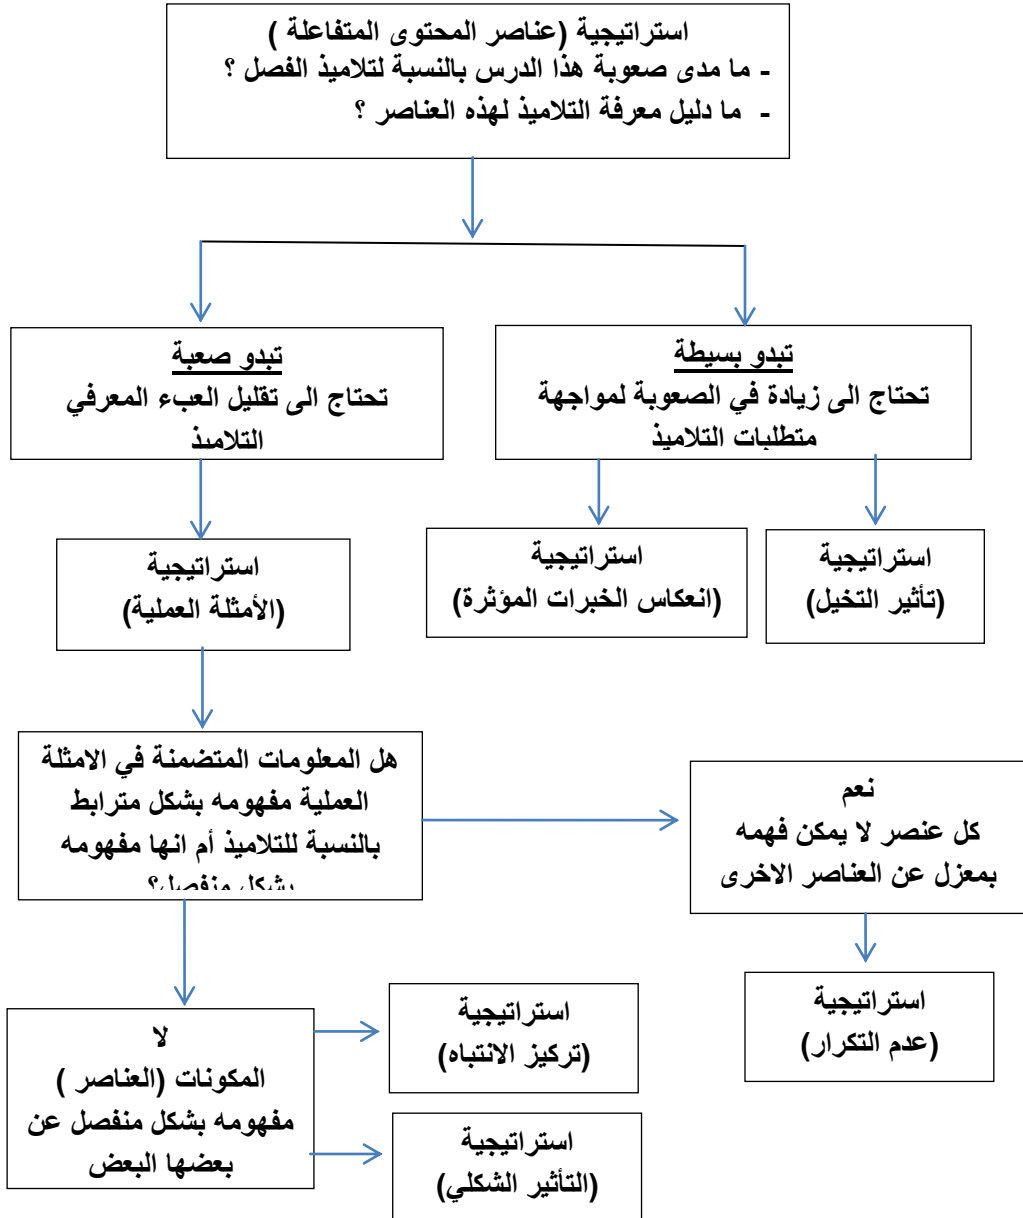 استراتيجية (عناصر المحتوى المتفاعلة )
- ما مدى صعوبة هذا الدرس بالنسبة لتلاميذ الفصل ؟
- ما دليل معرفة التلاميذ لهذه العناصر ؟
تبدو بسيطة
تحتاج الى زيادة في الصعوبة لمواجهة
متطلبات التلاميذ
تبدو صعبة
تحتاج الى تقليل العبء المعرفي
التلاميذ
استراتيجية
(تأثير التخيل)
استراتيجية
(انعكاس الخبرات المؤثرة)
استراتيجية
(الأمثلة العملية)
هل المعلومات المتضمنة في الامثلة
العملية مفهومه بشكل مترابط
بالنسبة للتلاميذ أم انها مفهومه
بشكل منفصل؟
نعم
كل عنصر لا يمكن فهمه
بمعزل عن العناصر الاخرى
استراتيجية
(عدم التكرار)
لا
المكونات (العناصر )
مفهومه بشكل منفصل عن
بعضها البعض
استراتيجية
(تركيز الانتباه)
استراتيجية
(التأثير الشكلي)